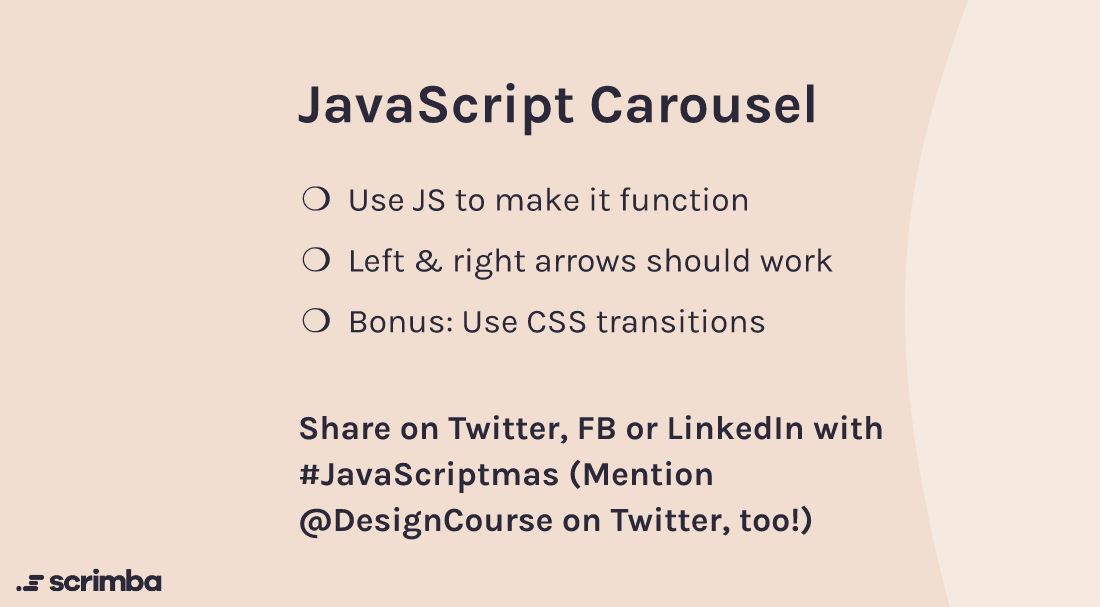 JavaScript Carousel
Use JS to make it function
Left & right arrows should work
Bonus: Use CSS transitions
Share on Twitter, FB or LinkedIn with
#JavaScriptmas (Mention
@DesignCourse on Twitter, too!)
scrimba